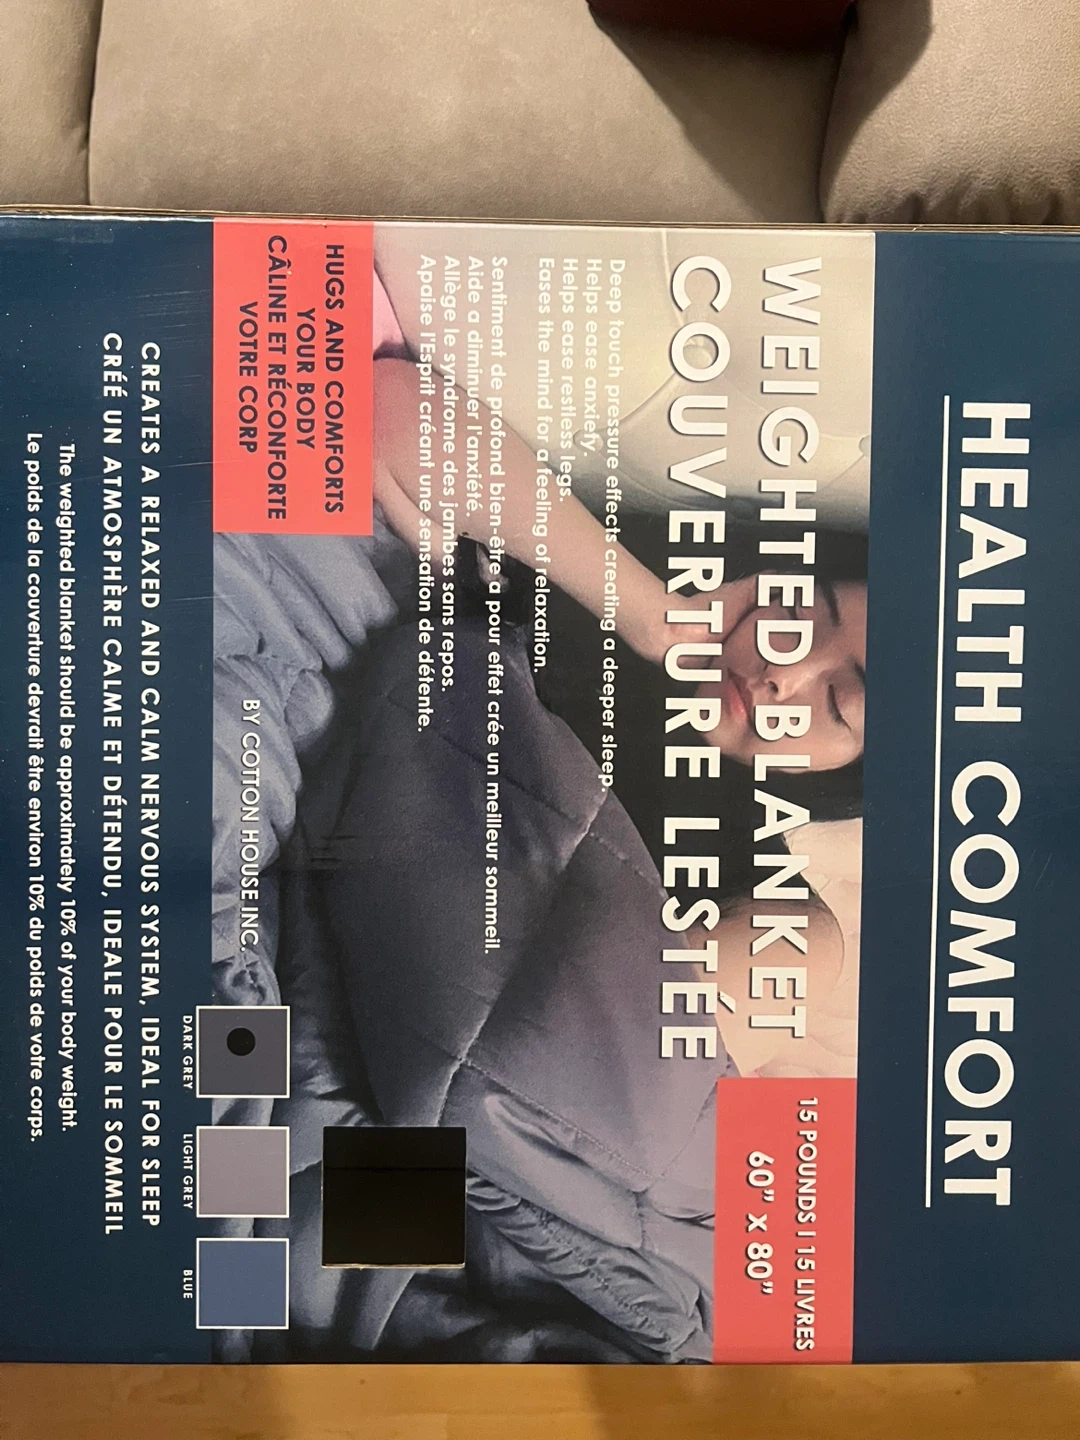 HEALTH COMFORT
WEIGHTED BLANKET
COUVERTURE LESTÉE
15 POUNDS I 15 LIVRES
60" x 80"
Deep touch pressure effects creating a deeper sleep.
Helps ease anxiety.
Helps ease restless legs.
Eases the mind for a feeling of relaxation.
Sentiment de profond bien-être a pour effet crée un meilleur sommeil.
Aide a diminuer l'anxiété.
Allège le syndrome des jambes sans repos.
Apaise l'Esprit créant une sensation de détente.
HUGS AND COMFORTS
YOUR BODY
CÂLINE ET RÉCONFORTE
VOTRE CORP
BY COTTON HOUSE INC.
DARK GREY
LIGHT GREY
BLUE
CREATES A RELAXED AND CALM NERVOUS SYSTEM, IDEAL FOR SLEEP
CRÉÉ UN ATMOSPHÈRE CALME ET DÉTENDU, IDEALE POUR LE SOMMEIL
The weighted blanket should be approximately 10% of your body weight.
Le poids de la couverture devrait être environ 10% du poids de votre corps.